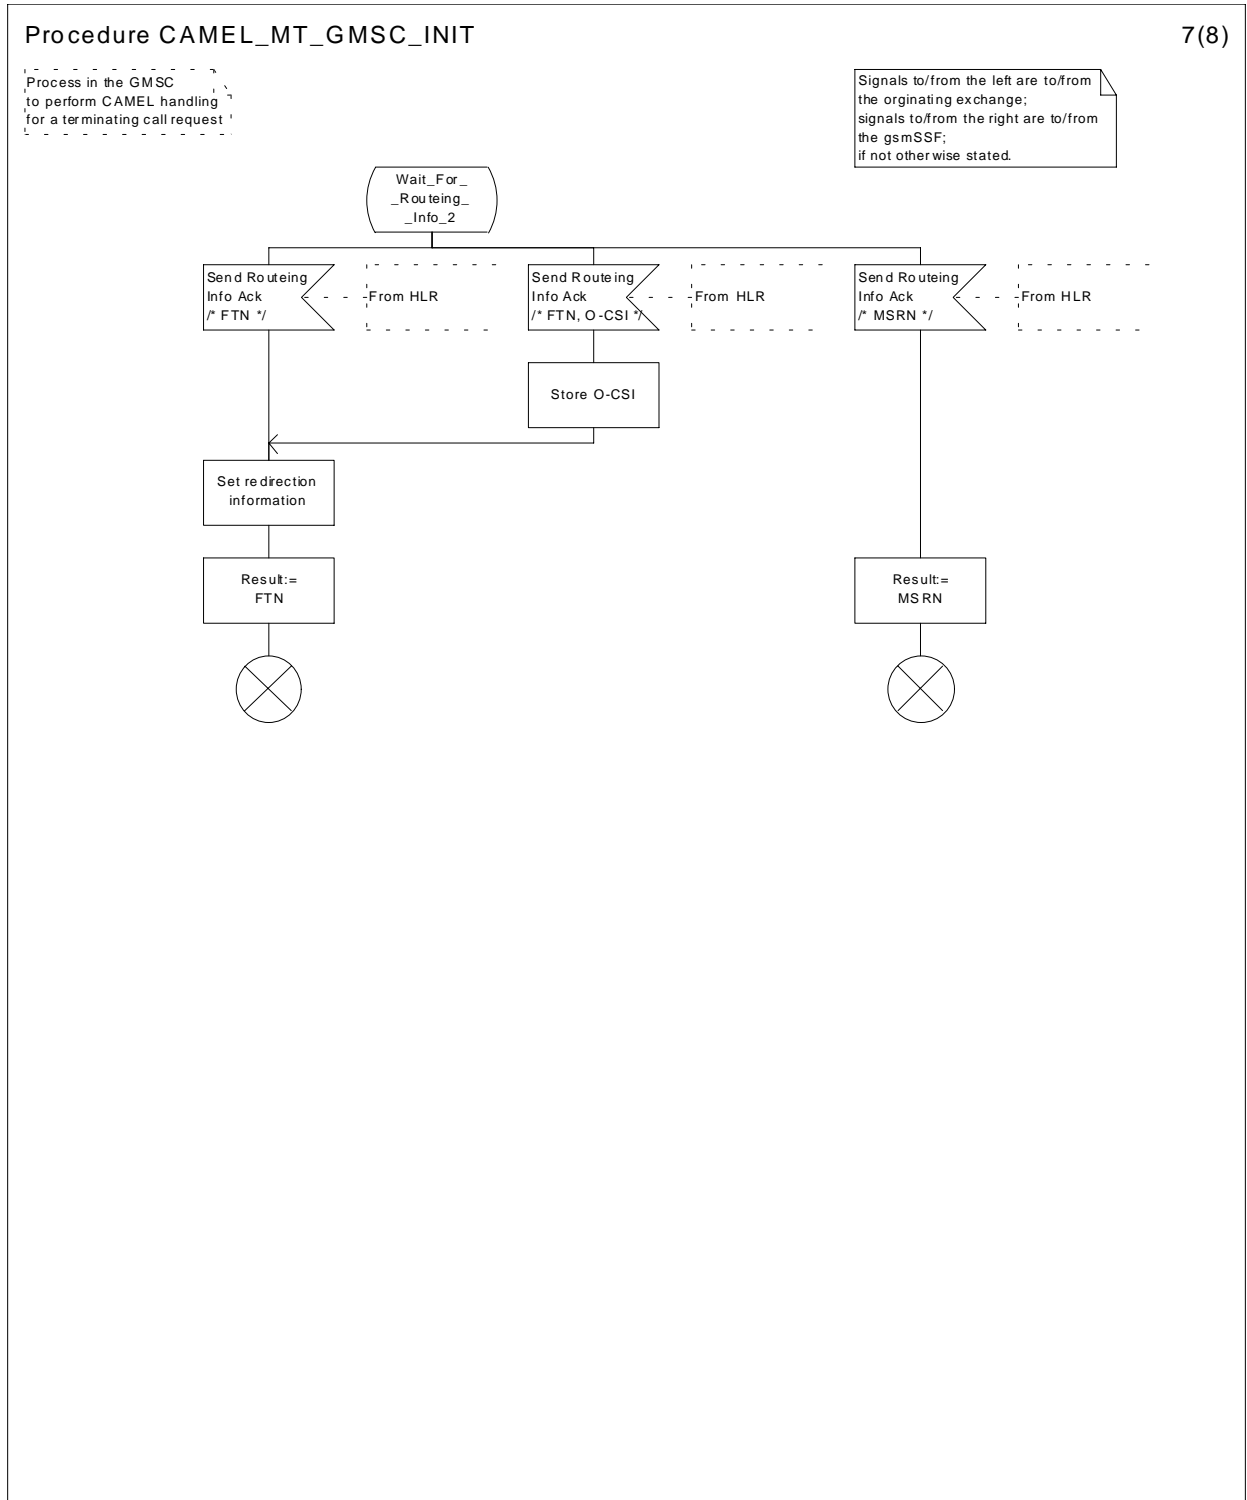 Procedure CAMEL_MT_GMSC_INIT
7(8)
Process in the GMSC
to perform CAMEL handling
for a terminating call request
Signals to/from the left are to/from
the orginating exchange;
signals to/from the right are to/from
the gsmSSF;
if not otherwise stated.
Wait_For_
_Routeing_
_Info_2
Send Routeing
Info Ack
/* FTN */
From HLR
Send Routeing
Info Ack
/* FTN, O-CSI */
From HLR
Send Routeing
Info Ack
/* MSRN */
From HLR
Store O-CSI
Set redirection
information
Result:=
FTN
Result:=
MSRN